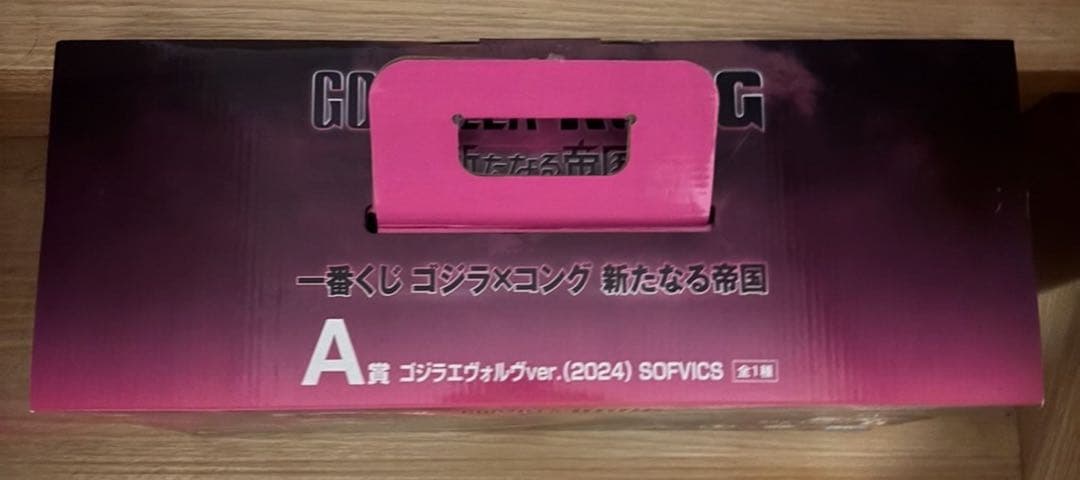 GO G
たなる帝
一番くじ ゴジラ×コング 新たなる帝国
A賞 ゴジラエヴォルヴver.(2024) SOFVICS 全1種